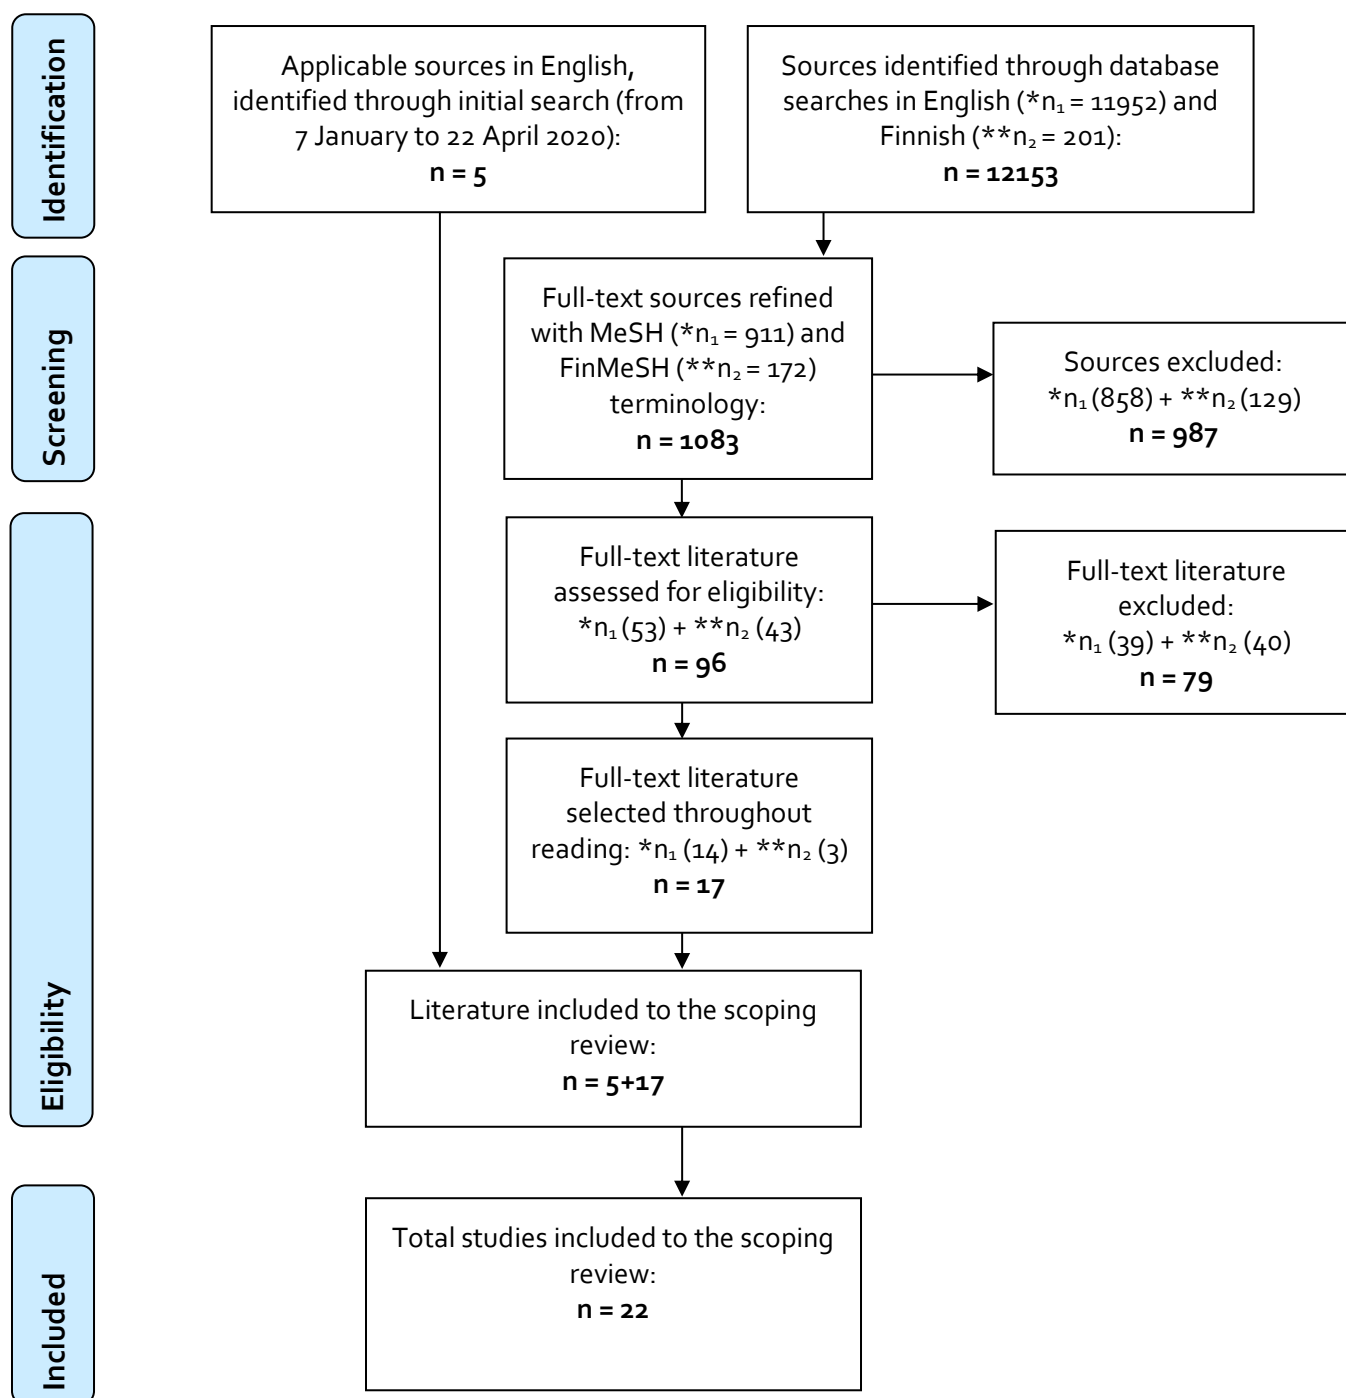 Identification
Applicable sources in English,
identified through initial search (from
7 January to 22 April 2020):
n = 5
Sources identified through database
searches in English (*n₁ = 11952) and
Finnish (**n₂ = 201):
n = 12153
Screening
Full-text sources refined
with MeSH (*n₁ = 911) and
FinMeSH (**n₂ = 172)
terminology:
n = 1083
Sources excluded:
*n₁ (858) + **n₂ (129)
n = 987
Eligibility
Full-text literature
assessed for eligibility:
*n₁ (53) + **n₂ (43)
n = 96
Full-text literature
excluded:
*n₁ (39) + **n₂ (40)
n = 79
Full-text literature
selected throughout
reading: *n₁ (14) + **n₂ (3)
n = 17
Literature included to the scoping
review:
n = 5+17
Included
Total studies included to the scoping
review:
n = 22